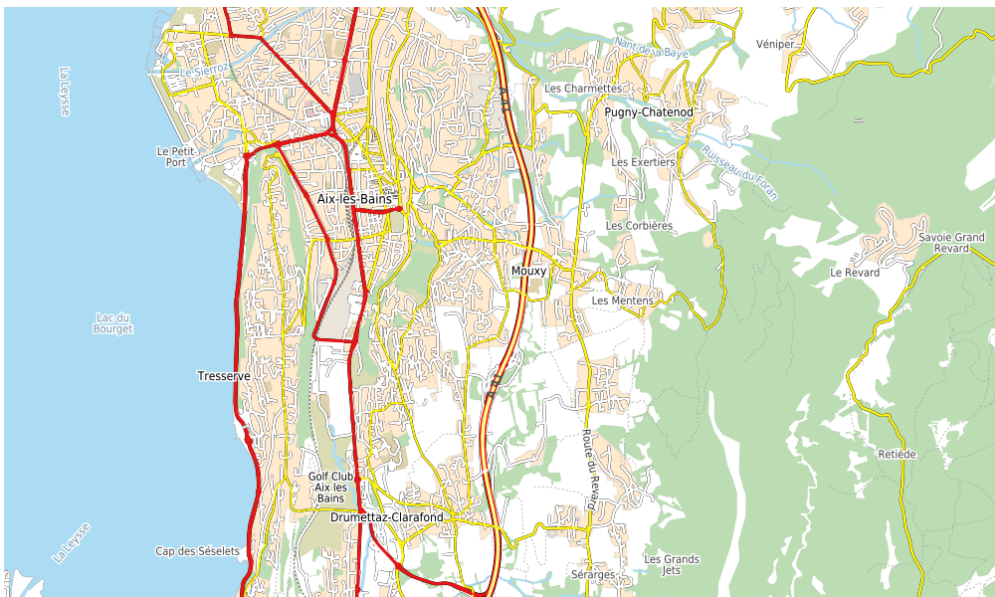 La Leysse
Le Sierroz
Nant de la Baye
Véniper
Les Charmettes
A 41
Pugny-Chatenod
Le Petit
Port
Les Exertiers
Ruisseau du Foran
Aix-les-Bains
Les Corbières
Savoie Grand
Revard
Mouxy
Le Revard
Les Mentens
Lac du
Bourget
Tresserve
A 41
Route du Revard
Retiède
Golf Club
Aix les
Bains
Drumettaz-Clarafond
La Leysse
Cap des Séselets
Les Grands
Jets
Sérarges